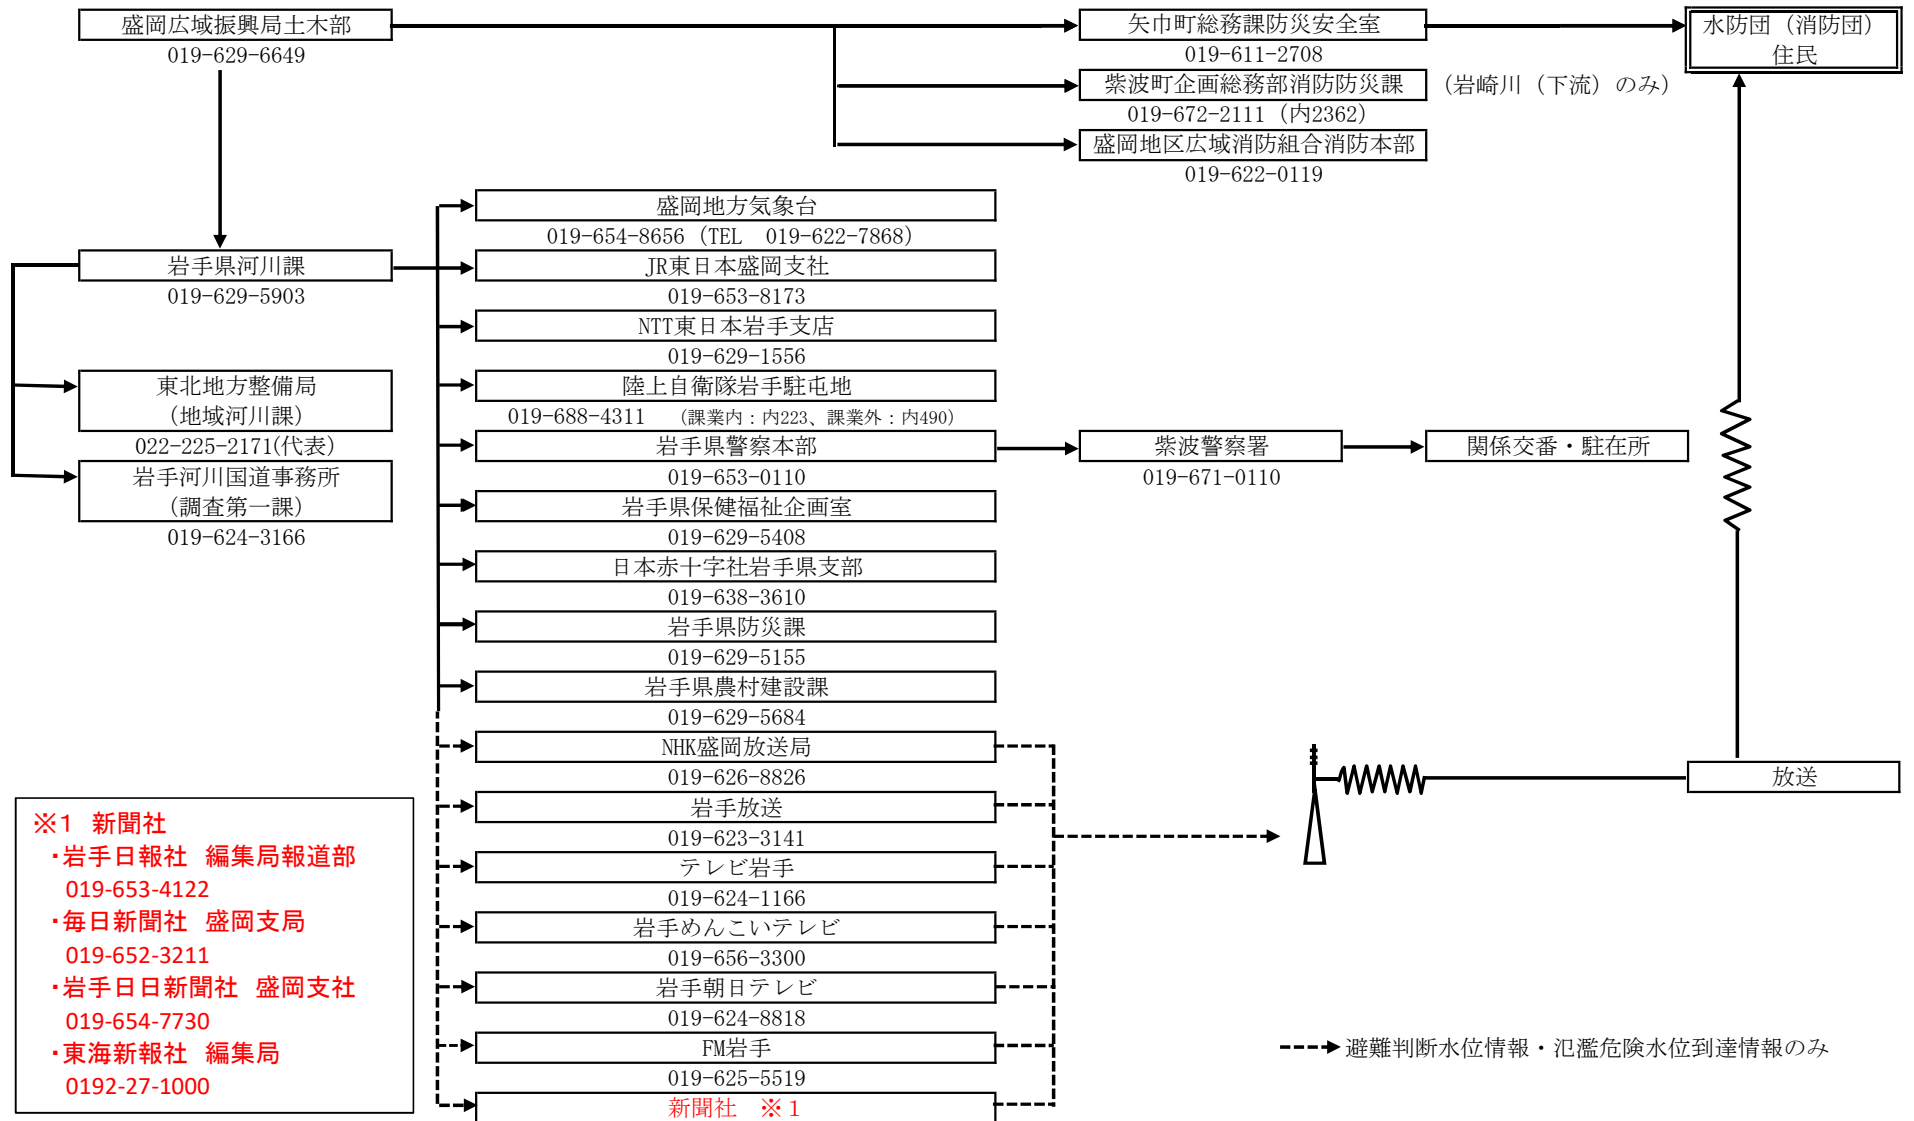 盛岡広域振興局土木部
019-629-6649
矢巾町総務課防災安全室
019-611-2708
水防団（消防団）
住民
紫波町企画総務部消防防災課
（岩崎川（下流）のみ）
019-672-2111（内2362）
盛岡地区広域消防組合消防本部
019-622-0119
岩手県河川課
019-629-5903
東北地方整備局
（地域河川課）
022-225-2171(代表)
岩手河川国道事務所
（調査第一課）
019-624-3166
盛岡地方気象台
019-654-8656（TEL　019-622-7868）
JR東日本盛岡支社
019-653-8173
NTT東日本岩手支店
019-629-1556
陸上自衛隊岩手駐屯地
019-688-4311　（課業内：内223、課業外：内490）
岩手県警察本部
019-653-0110
紫波警察署
019-671-0110
関係交番・駐在所
岩手県保健福祉企画室
019-629-5408
日本赤十字社岩手県支部
019-638-3610
岩手県防災課
019-629-5155
岩手県農村建設課
019-629-5684
NHK盛岡放送局
019-626-8826
岩手放送
019-623-3141
テレビ岩手
019-624-1166
岩手めんこいテレビ
019-656-3300
岩手朝日テレビ
019-624-8818
FM岩手
019-625-5519
新聞社　※１
放送
避難判断水位情報・氾濫危険水位到達情報のみ
※1　新聞社
・岩手日報社　編集局報道部
019-653-4122
・毎日新聞社　盛岡支局
019-652-3211
・岩手日日新聞社　盛岡支社
019-654-7730
・東海新報社　編集局
0192-27-1000